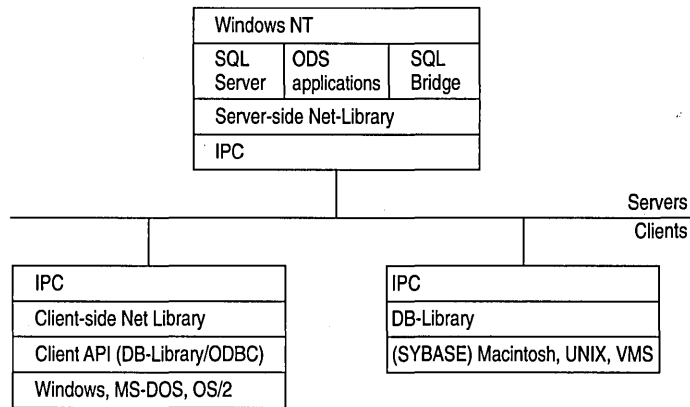 Windows NT
SQL Server
ODS applications
SQL Bridge
Server-side Net-Library
IPC
Servers
Clients
IPC
Client-side Net Library
Client API (DB-Library/ODBC)
Windows, MS-DOS, OS/2
IPC
DB-Library
(SYBASE) Macintosh, UNIX, VMS